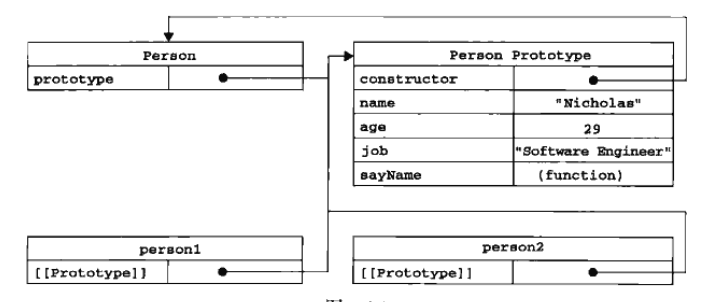 Person
prototype
Person Prototype
constructor
name "Nicholas"
age 29
job "Software Engineer"
sayName (function)
person1
[[Prototype]]
person2
[[Prototype]]